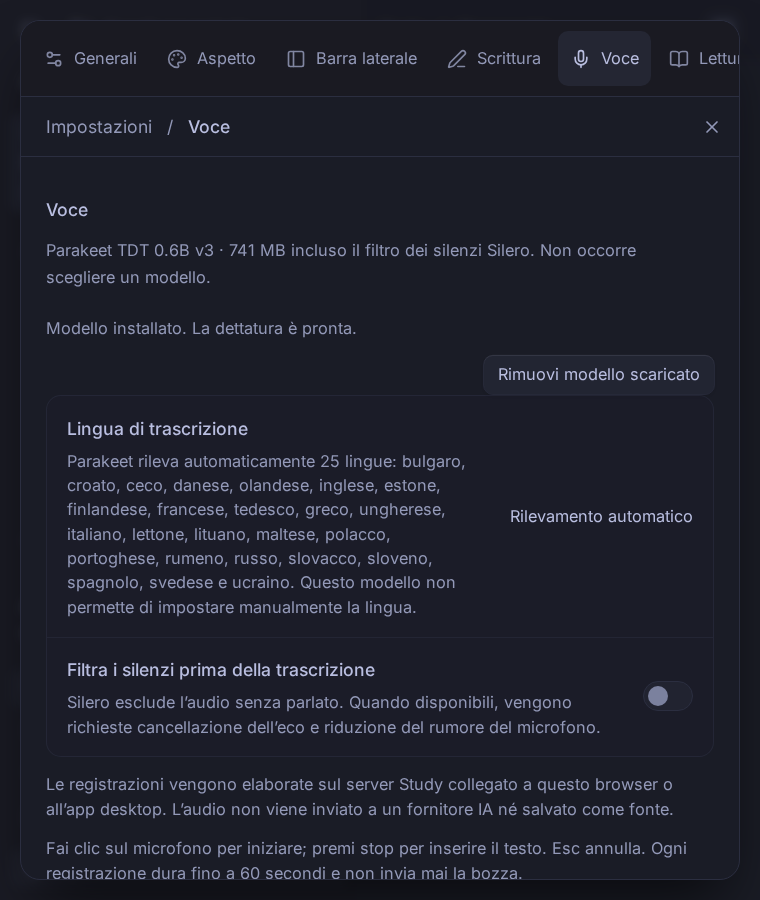 Generali
Aspetto
Barra laterale
Scrittura
Voce
Lettur
Impostazioni / Voce
Voce
Parakeet TDT 0.6B v3 · 741 MB incluso il filtro dei silenzi Silero. Non occorre
scegliere un modello.
Modello installato. La dettatura è pronta.
Rimuovi modello scaricato
Lingua di trascrizione
Parakeet rileva automaticamente 25 lingue: bulgaro,
croato, ceco, danese, olandese, inglese, estone,
finlandese, francese, tedesco, greco, ungherese,
italiano, lettone, lituano, maltese, polacco,
portoghese, rumeno, russo, slovacco, sloveno,
spagnolo, svedese e ucraino. Questo modello non
permette di impostare manualmente la lingua.
Rilevamento automatico
Filtra i silenzi prima della trascrizione
Silero esclude l’audio senza parlato. Quando disponibili, vengono
richieste cancellazione dell’eco e riduzione del rumore del microfono.
Le registrazioni vengono elaborate sul server Study collegato a questo browser o
all’app desktop. L’audio non viene inviato a un fornitore IA né salvato come fonte.
Fai clic sul microfono per iniziare; premi stop per inserire il testo. Esc annulla. Ogni
registrazione dura fino a 60 secondi e non invia mai la bozza.